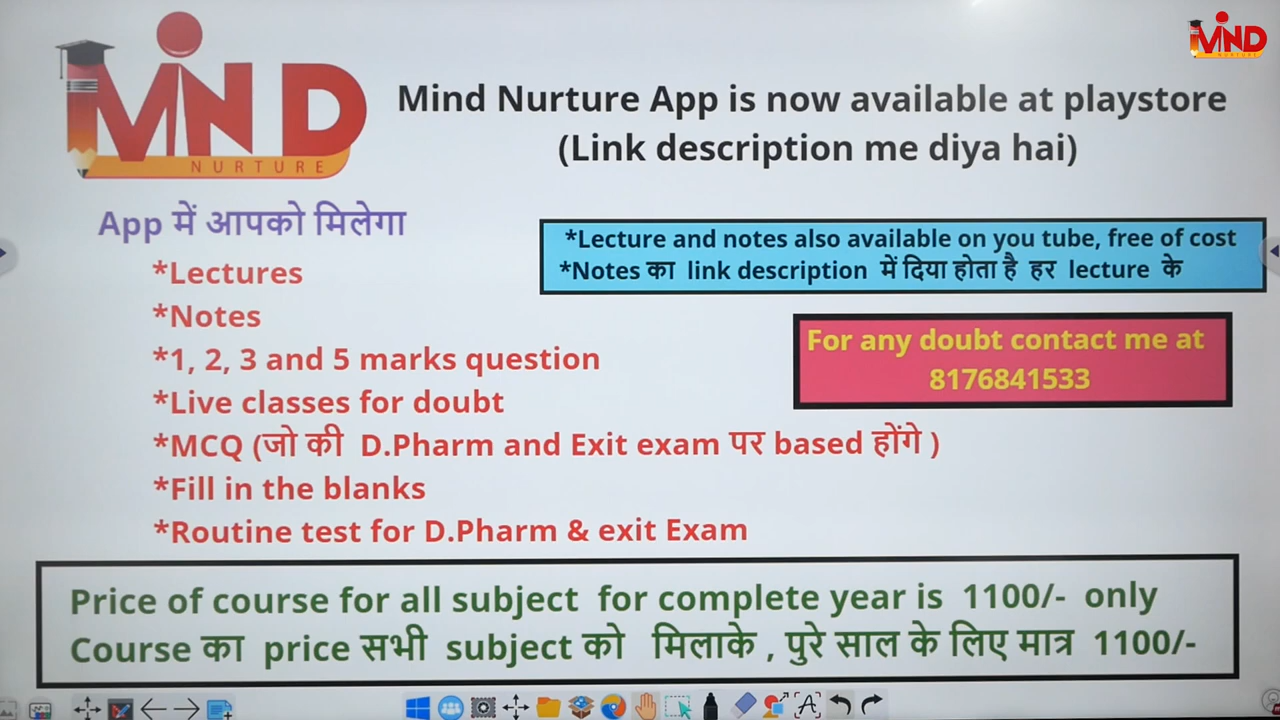 MIND
NURTURE
MIND
NURTURE
Mind Nurture App is now available at playstore
(Link description me diya hai)
App में आपको मिलेगा
*Lectures
*Notes
*1, 2, 3 and 5 marks question
*Live classes for doubt
*MCQ (जो की D.Pharm and Exit exam पर based होंगे )
*Fill in the blanks
*Routine test for D.Pharm & exit Exam
*Lecture and notes also available on you tube, free of cost
*Notes का link description में दिया होता है हर lecture के
For any doubt contact me at
8176841533
Price of course for all subject for complete year is 1100/- only
Course का price सभी subject को मिलाके , पुरे साल के लिए मात्र 1100/-